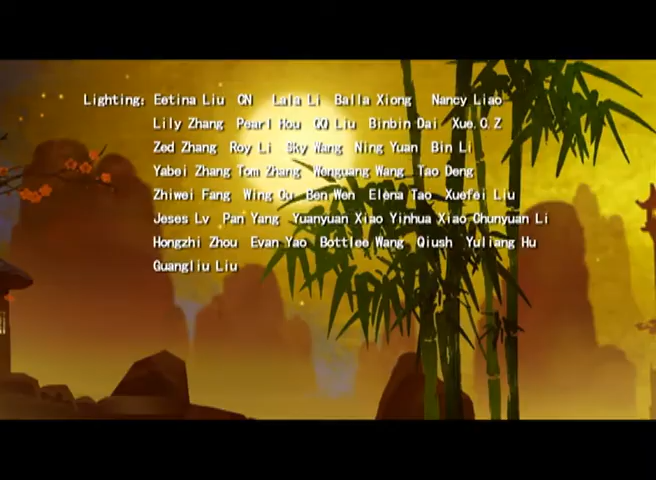 Lighting: Eetina Liu CN Lala Li Balla Xiong Nancy Liao
Lily Zhang Pearl Hou QQ Liu Binbin Dai Xue.C.Z
Zed Zhang Roy Li Sky Wang Ning Yuan Bin Li
Yabei Zhang Tom Zhang Wenguang Wang Tao Deng
Zhiwei Fang Wing Gu Ben Wen Elena Tao Xuefei Liu
Jeses Lv Pan Yang Yuanyuan Xiao Yinhua Xiao Chunyuan Li
Hongzhi Zhou Evan Yao Bottlee Wang Qiush Yuliang Hu
Guangliu Liu